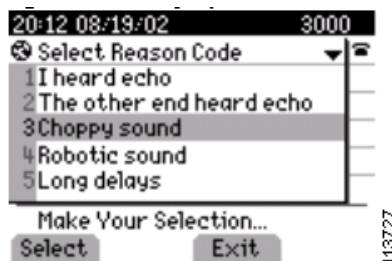 20:12 08/19/02 3000
Select Reason Code
1 I heard echo
2 The other end heard echo
3 Choppy sound
4 Robotic sound
5 Long delays
Make Your Selection...
Select Exit